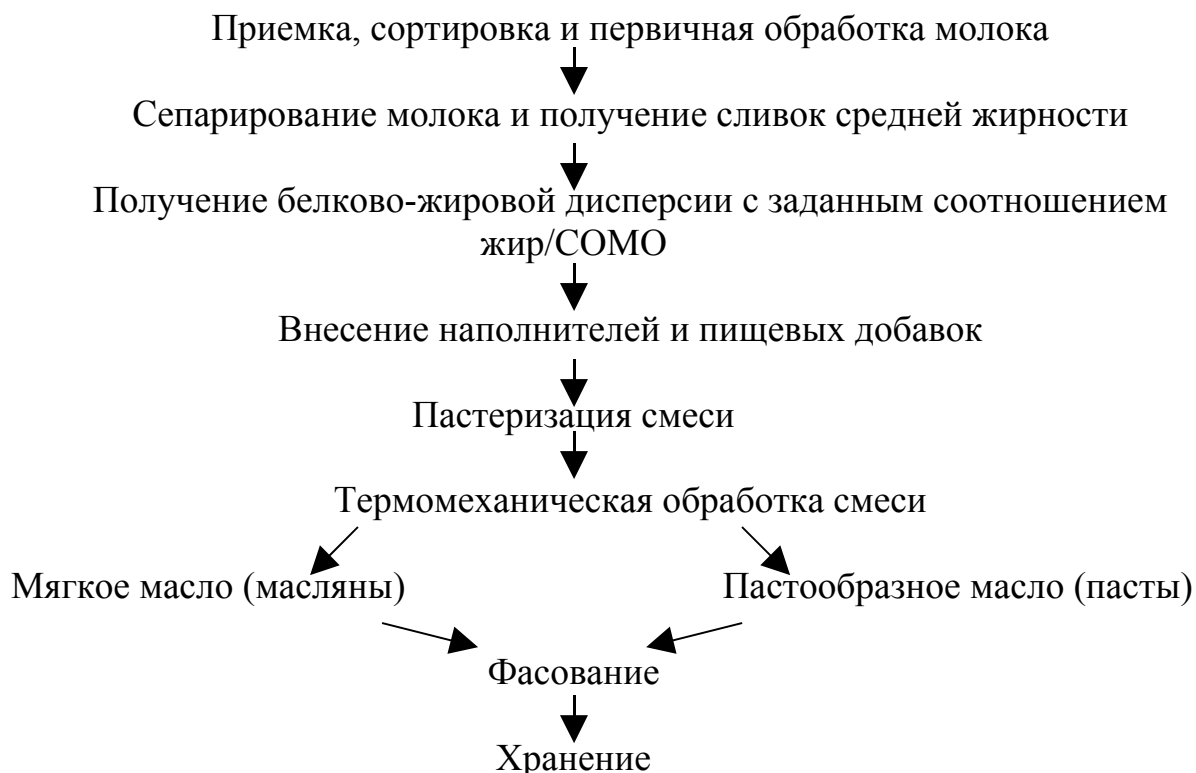 Приемка, сортировка и первичная обработка молока
Сепарирование молока и получение сливок средней жирности
Получение белково-жировой дисперсии с заданным соотношением
жир/СОМО
Внесение наполнителей и пищевых добавок
Пастеризация смеси
Термомеханическая обработка смеси
Мягкое масло (масляны) Пастообразное масло (пасты)
Фасование
Хранение